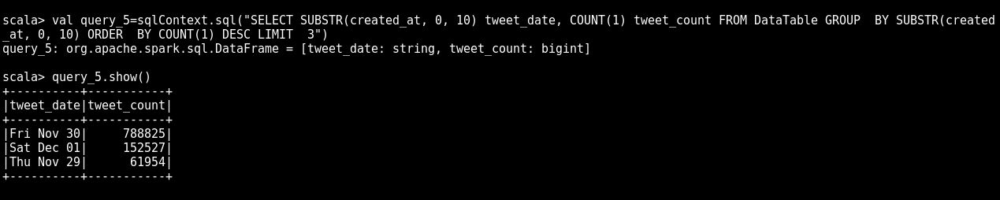 scala> val query_5=sqlContext.sql("SELECT SUBSTR(created_at, 0, 10) tweet_date, COUNT(1) tweet_count FROM DataTable GROUP  BY SUBSTR(created
_at, 0, 10) ORDER  BY COUNT(1) DESC LIMIT  3")
query_5: org.apache.spark.sql.DataFrame = [tweet_date: string, tweet_count: bigint]

scala> query_5.show()
+----------+-----------+
|tweet_date|tweet_count|
+----------+-----------+
|Fri Nov 30|     788825|
|Sat Dec 01|     152527|
|Thu Nov 29|      61954|
+----------+-----------+